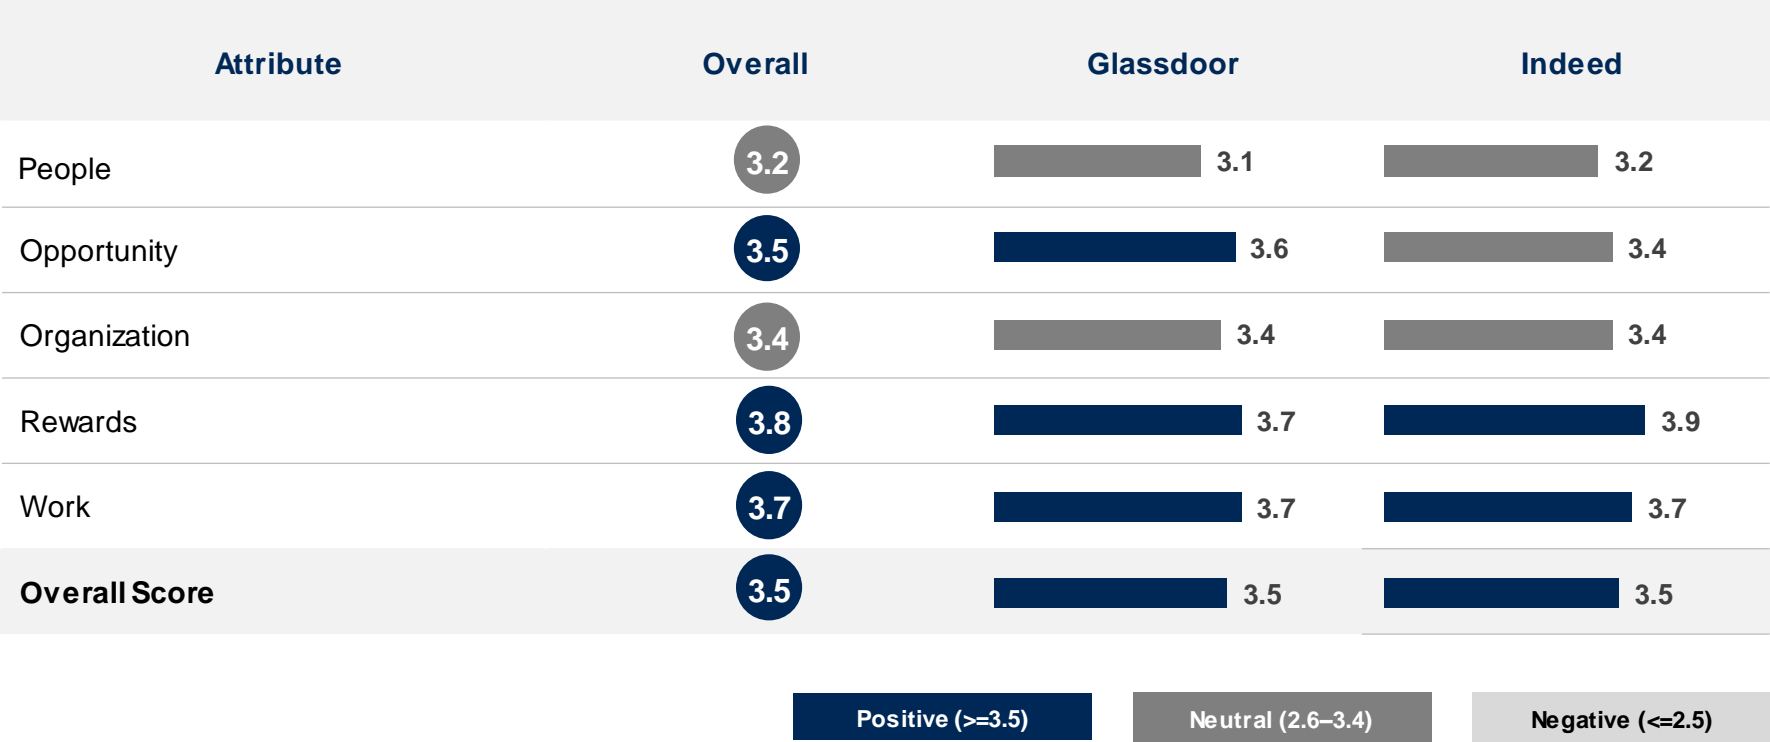 Attribute Overall Glassdoor Indeed
People 3.2 3.1 3.2
Opportunity 3.5 3.6 3.4
Organization 3.4 3.4 3.4
Rewards 3.8 3.7 3.9
Work 3.7 3.7 3.7
Overall Score 3.5 3.5 3.5
Positive (>=3.5) Neutral (2.6–3.4) Negative (<=2.5)